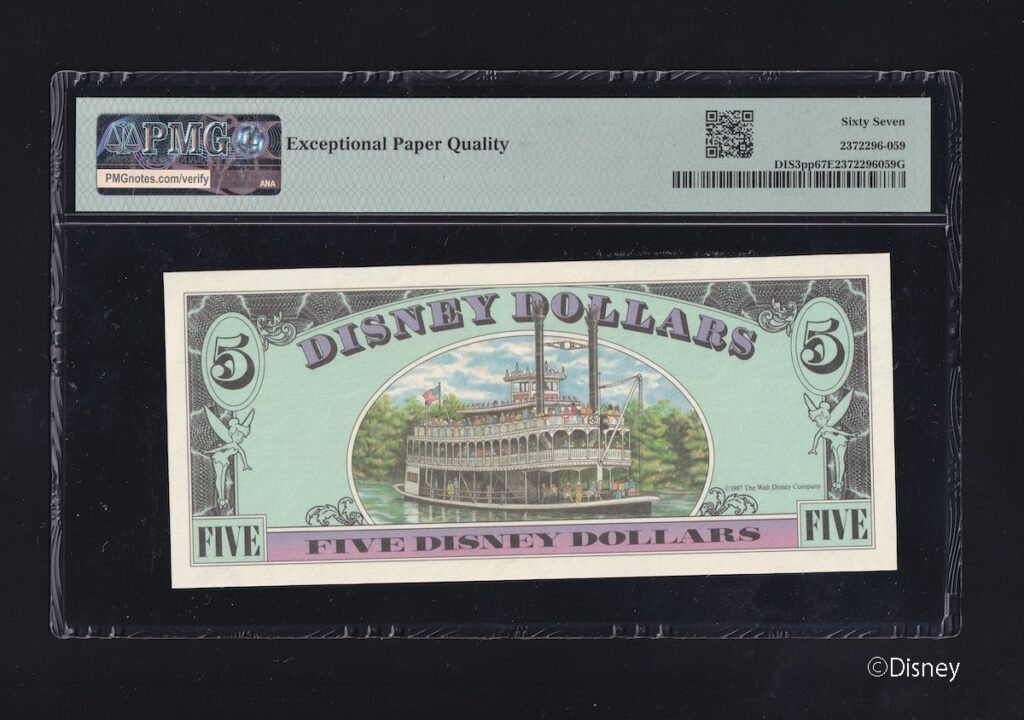 PMG
PMGnotes.com/verify
ANA
Exceptional Paper Quality
Sixty Seven
2372296-059
DIS3pp67E2372296059G
DISNEY DOLLARS
5
5
©1987 The Walt Disney Company
FIVE
FIVE DISNEY DOLLARS
FIVE
©Disney